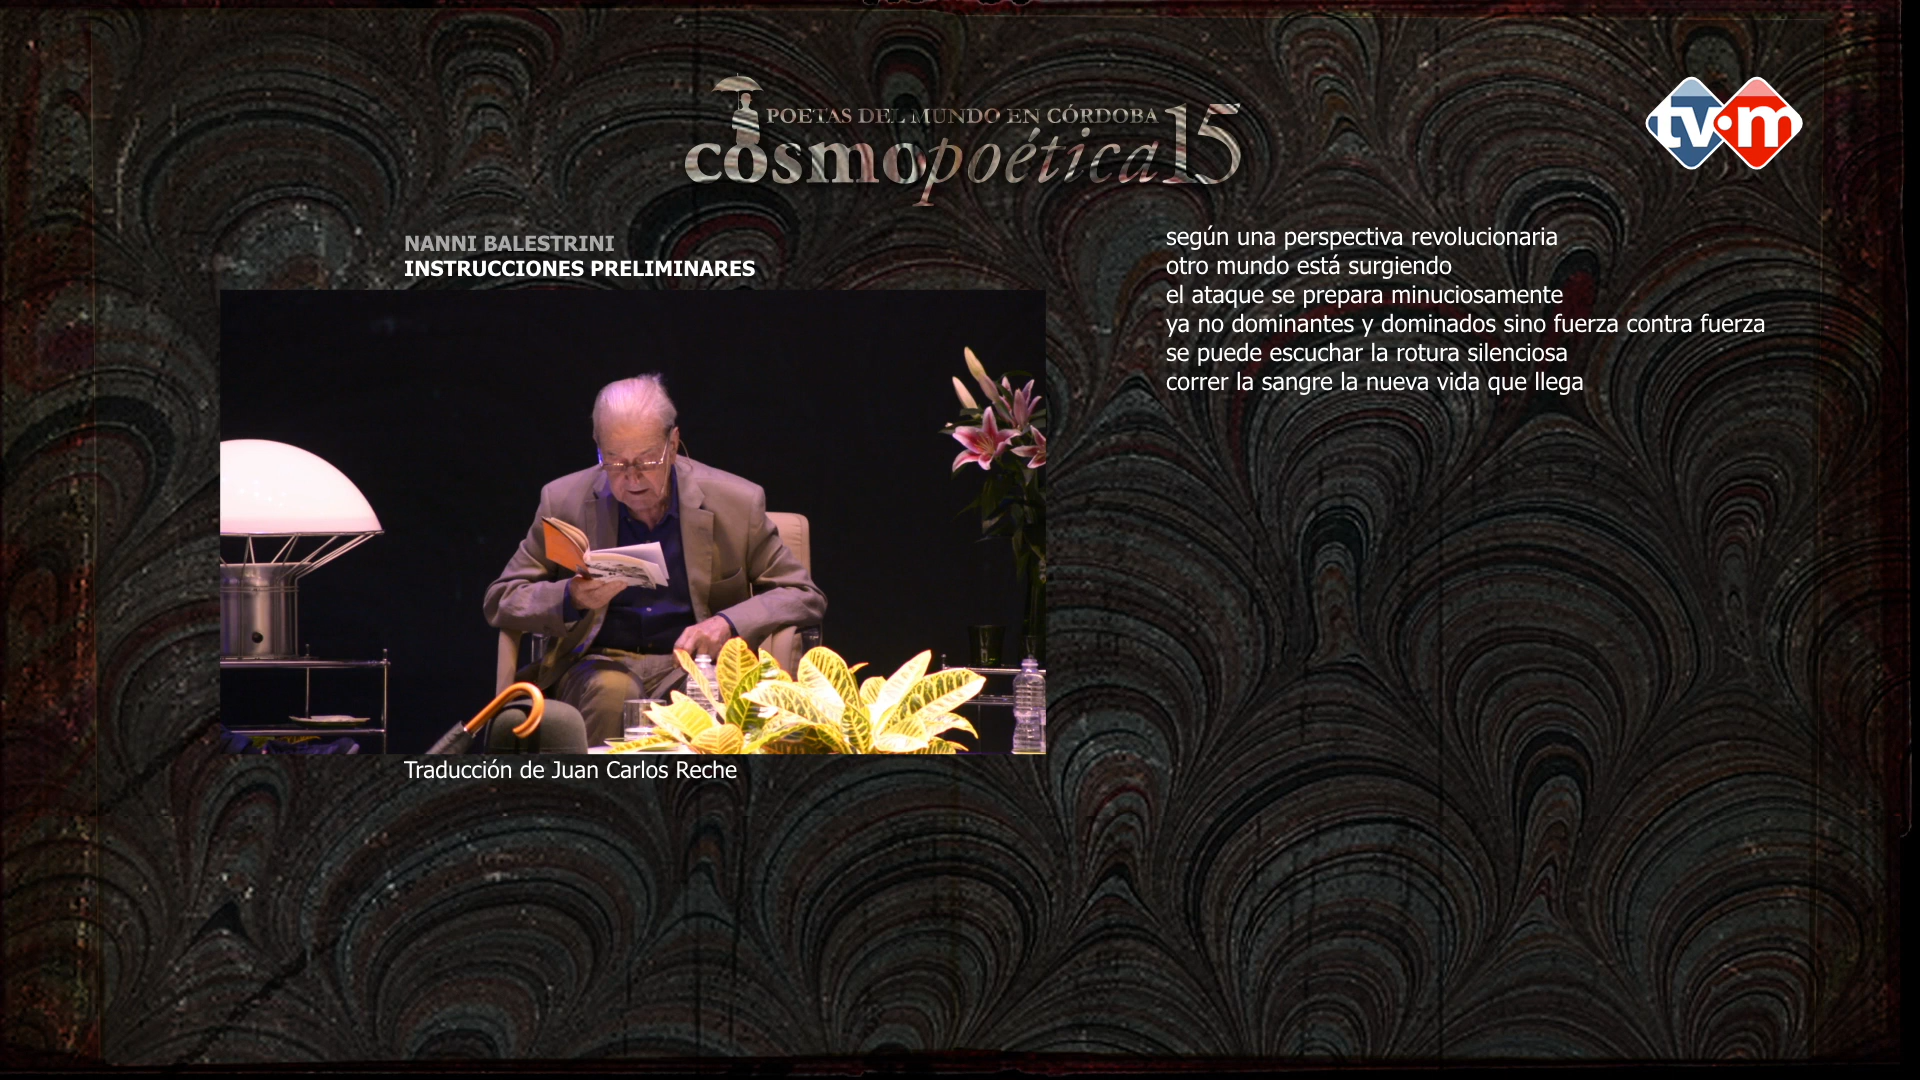 POETAS DEL MUNDO EN CÓRDOBA
cosmopoética15
tv·m
NANNI BALESTRINI
INSTRUCCIONES PRELIMINARES
según una perspectiva revolucionaria
otro mundo está surgiendo
el ataque se prepara minuciosamente
ya no dominantes y dominados sino fuerza contra fuerza
se puede escuchar la rotura silenciosa
correr la sangre la nueva vida que llega
Traducción de Juan Carlos Reche